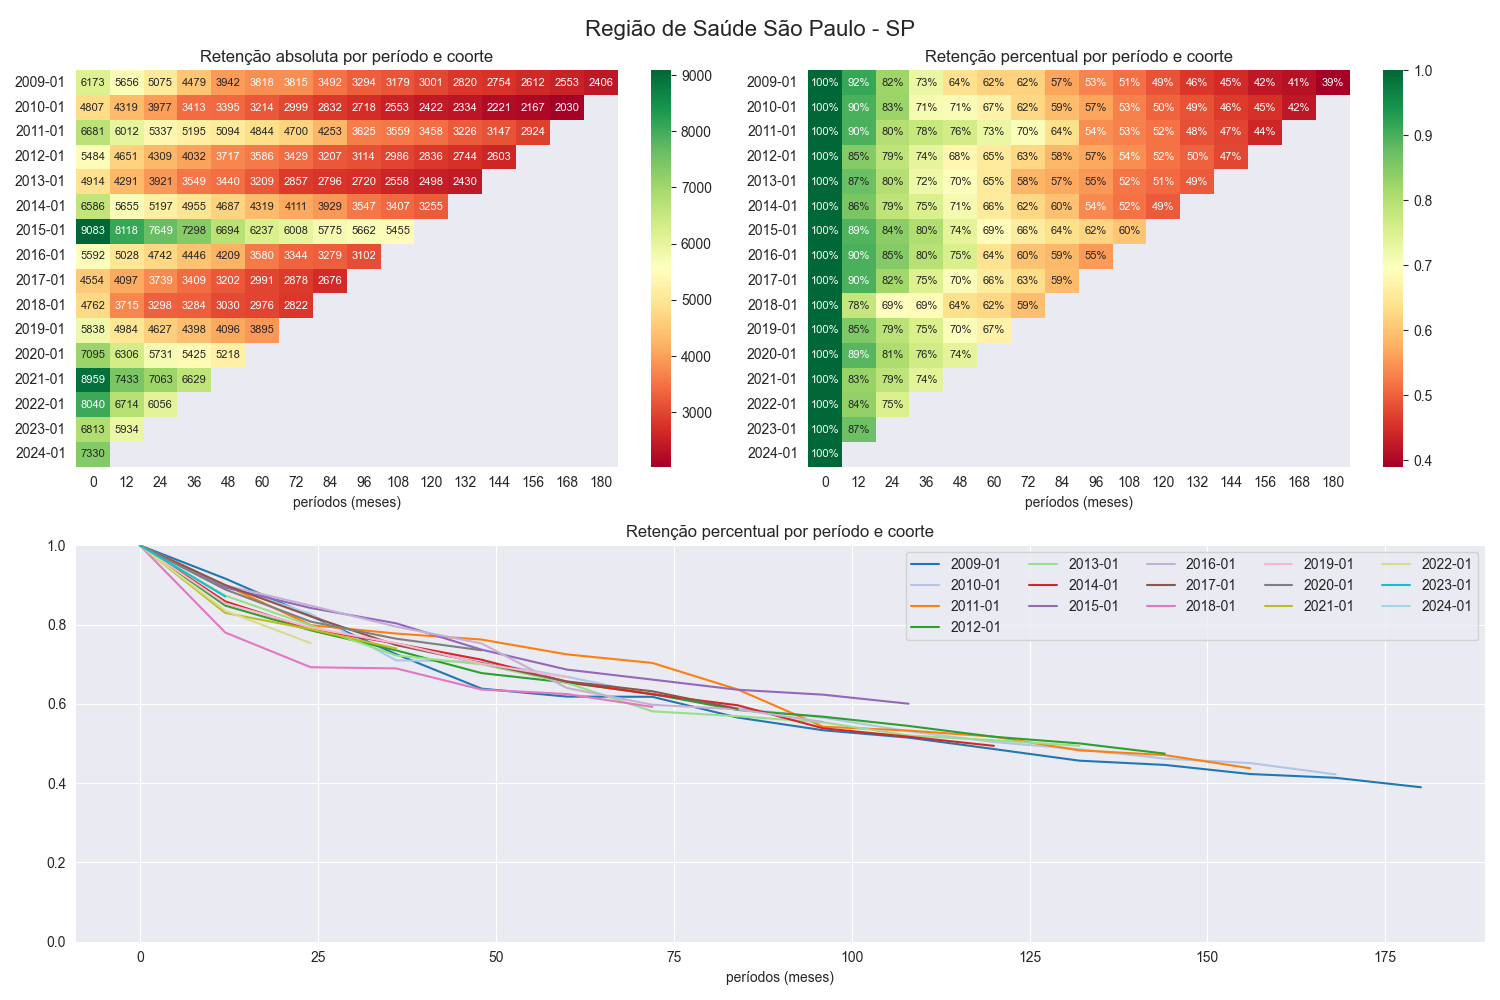 Região de Saúde São Paulo - SP
Retenção absoluta por período e coorte
2009-01 6173 5656 5075 4479 3942 3818 3815 3492 3294 3179 3001 2820 2754 2612 2553 2406
2010-01 4807 4319 3977 3413 3395 3214 2999 2832 2718 2553 2422 2334 2221 2167 2030
2011-01 6681 6012 5337 5195 5094 4844 4700 4253 3625 3559 3458 3226 3147 2924
2012-01 5484 4651 4309 4032 3717 3586 3429 3207 3114 2986 2836 2744 2603
2013-01 4914 4291 3921 3549 3440 3209 2857 2796 2720 2558 2498 2430
2014-01 6586 5655 5197 4955 4687 4319 4111 3929 3547 3407 3255
2015-01 9083 8118 7649 7298 6694 6237 6008 5775 5662 5455
2016-01 5592 5028 4742 4446 4209 3580 3344 3279 3102
2017-01 4554 4097 3739 3409 3202 2991 2878 2676
2018-01 4762 3715 3298 3284 3030 2976 2822
2019-01 5838 4984 4627 4398 4096 3895
2020-01 7095 6306 5731 5425 5218
2021-01 8959 7433 7063 6629
2022-01 8040 6714 6056
2023-01 6813 5934
2024-01 7330
0 12 24 36 48 60 72 84 96 108 120 132 144 156 168 180
períodos (meses)
9000
8000
7000
6000
5000
4000
3000
Retenção percentual por período e coorte
2009-01 100% 92% 82% 73% 64% 62% 62% 57% 53% 51% 49% 46% 45% 42% 41% 39%
2010-01 100% 90% 83% 71% 71% 67% 62% 59% 57% 53% 50% 49% 46% 45% 42%
2011-01 100% 90% 80% 78% 76% 73% 70% 64% 54% 53% 52% 48% 47% 44%
2012-01 100% 85% 79% 74% 68% 65% 63% 58% 57% 54% 52% 50% 47%
2013-01 100% 87% 80% 72% 70% 65% 58% 57% 55% 52% 51% 49%
2014-01 100% 86% 79% 75% 71% 66% 62% 60% 54% 52% 49%
2015-01 100% 89% 84% 80% 74% 69% 66% 64% 62% 60%
2016-01 100% 90% 85% 80% 75% 64% 60% 59% 55%
2017-01 100% 90% 82% 75% 70% 66% 63% 59%
2018-01 100% 78% 69% 69% 64% 62% 59%
2019-01 100% 85% 79% 75% 70% 67%
2020-01 100% 89% 81% 76% 74%
2021-01 100% 83% 79% 74%
2022-01 100% 84% 75%
2023-01 100% 87%
2024-01 100%
0 12 24 36 48 60 72 84 96 108 120 132 144 156 168 180
períodos (meses)
1.0
0.9
0.8
0.7
0.6
0.5
0.4
Retenção percentual por período e coorte
1.0
0.8
0.6
0.4
0.2
0.0
2009-01 2013-01 2016-01 2019-01 2022-01
2010-01 2014-01 2017-01 2020-01 2023-01
2011-01 2015-01 2018-01 2021-01 2024-01
2012-01
0 25 50 75 100 125 150 175
períodos (meses)